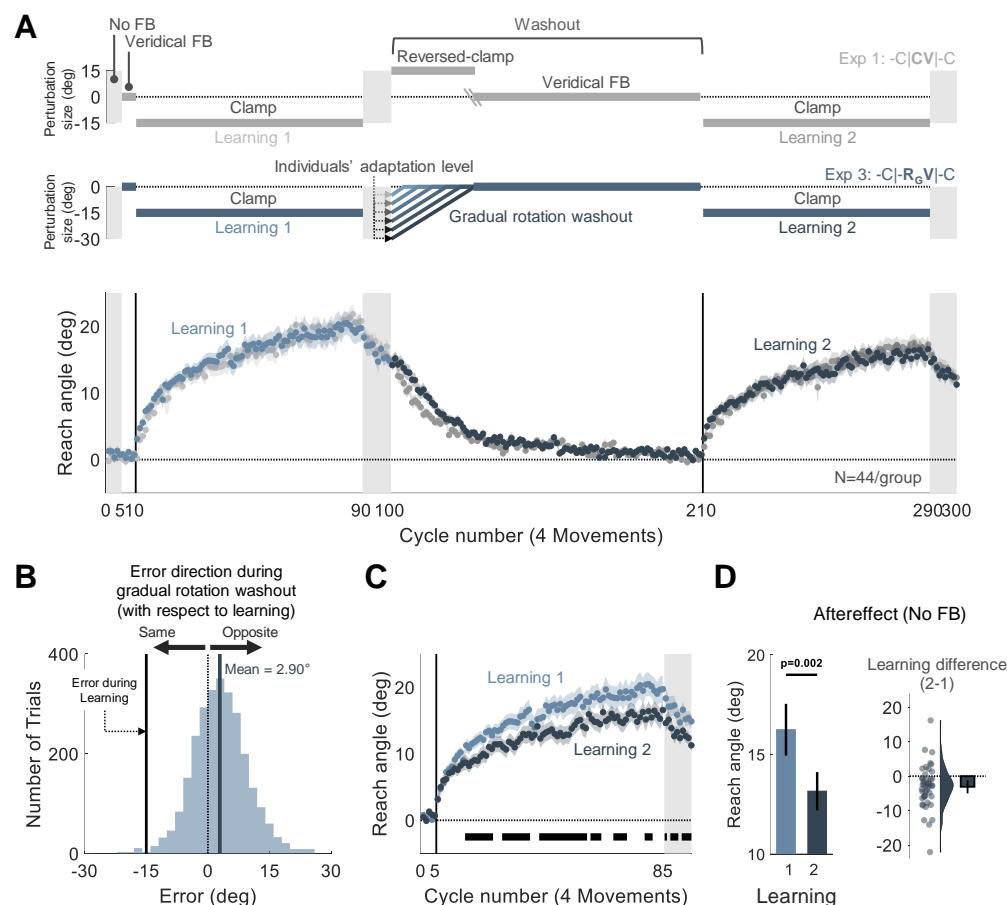 A
No FB
Veridical FB
Washout
Reversed-clamp
Exp 1: -C|CV|-C
Perturbation
size (deg)
15
0
-15
Veridical FB
Clamp
Clamp
Learning 1
Learning 2
Individuals' adaptation level
Exp 3: -C|-RGV|-C
Perturbation
size (deg)
0
-15
-30
Clamp
Clamp
Gradual rotation washout
Learning 1
Learning 2
Reach angle (deg)
20
10
0
Learning 1
Learning 2
N=44/group
0 5 10 90 100 210 290 300
Cycle number (4 Movements)
B
Error direction during
gradual rotation washout
(with respect to learning)
Same Opposite
Mean = 2.90°
Error during
Learning
Number of Trials
400
200
0
-30 -15 0 15 30
Error (deg)
C
Reach angle (deg)
20
10
0
Learning 1
Learning 2
0 5 85
Cycle number (4 Movements)
D
Aftereffect (No FB)
Reach angle (deg)
20
15
10
p=0.002
1 2
Learning
Learning difference
(2-1)
20
10
0
-10
-20